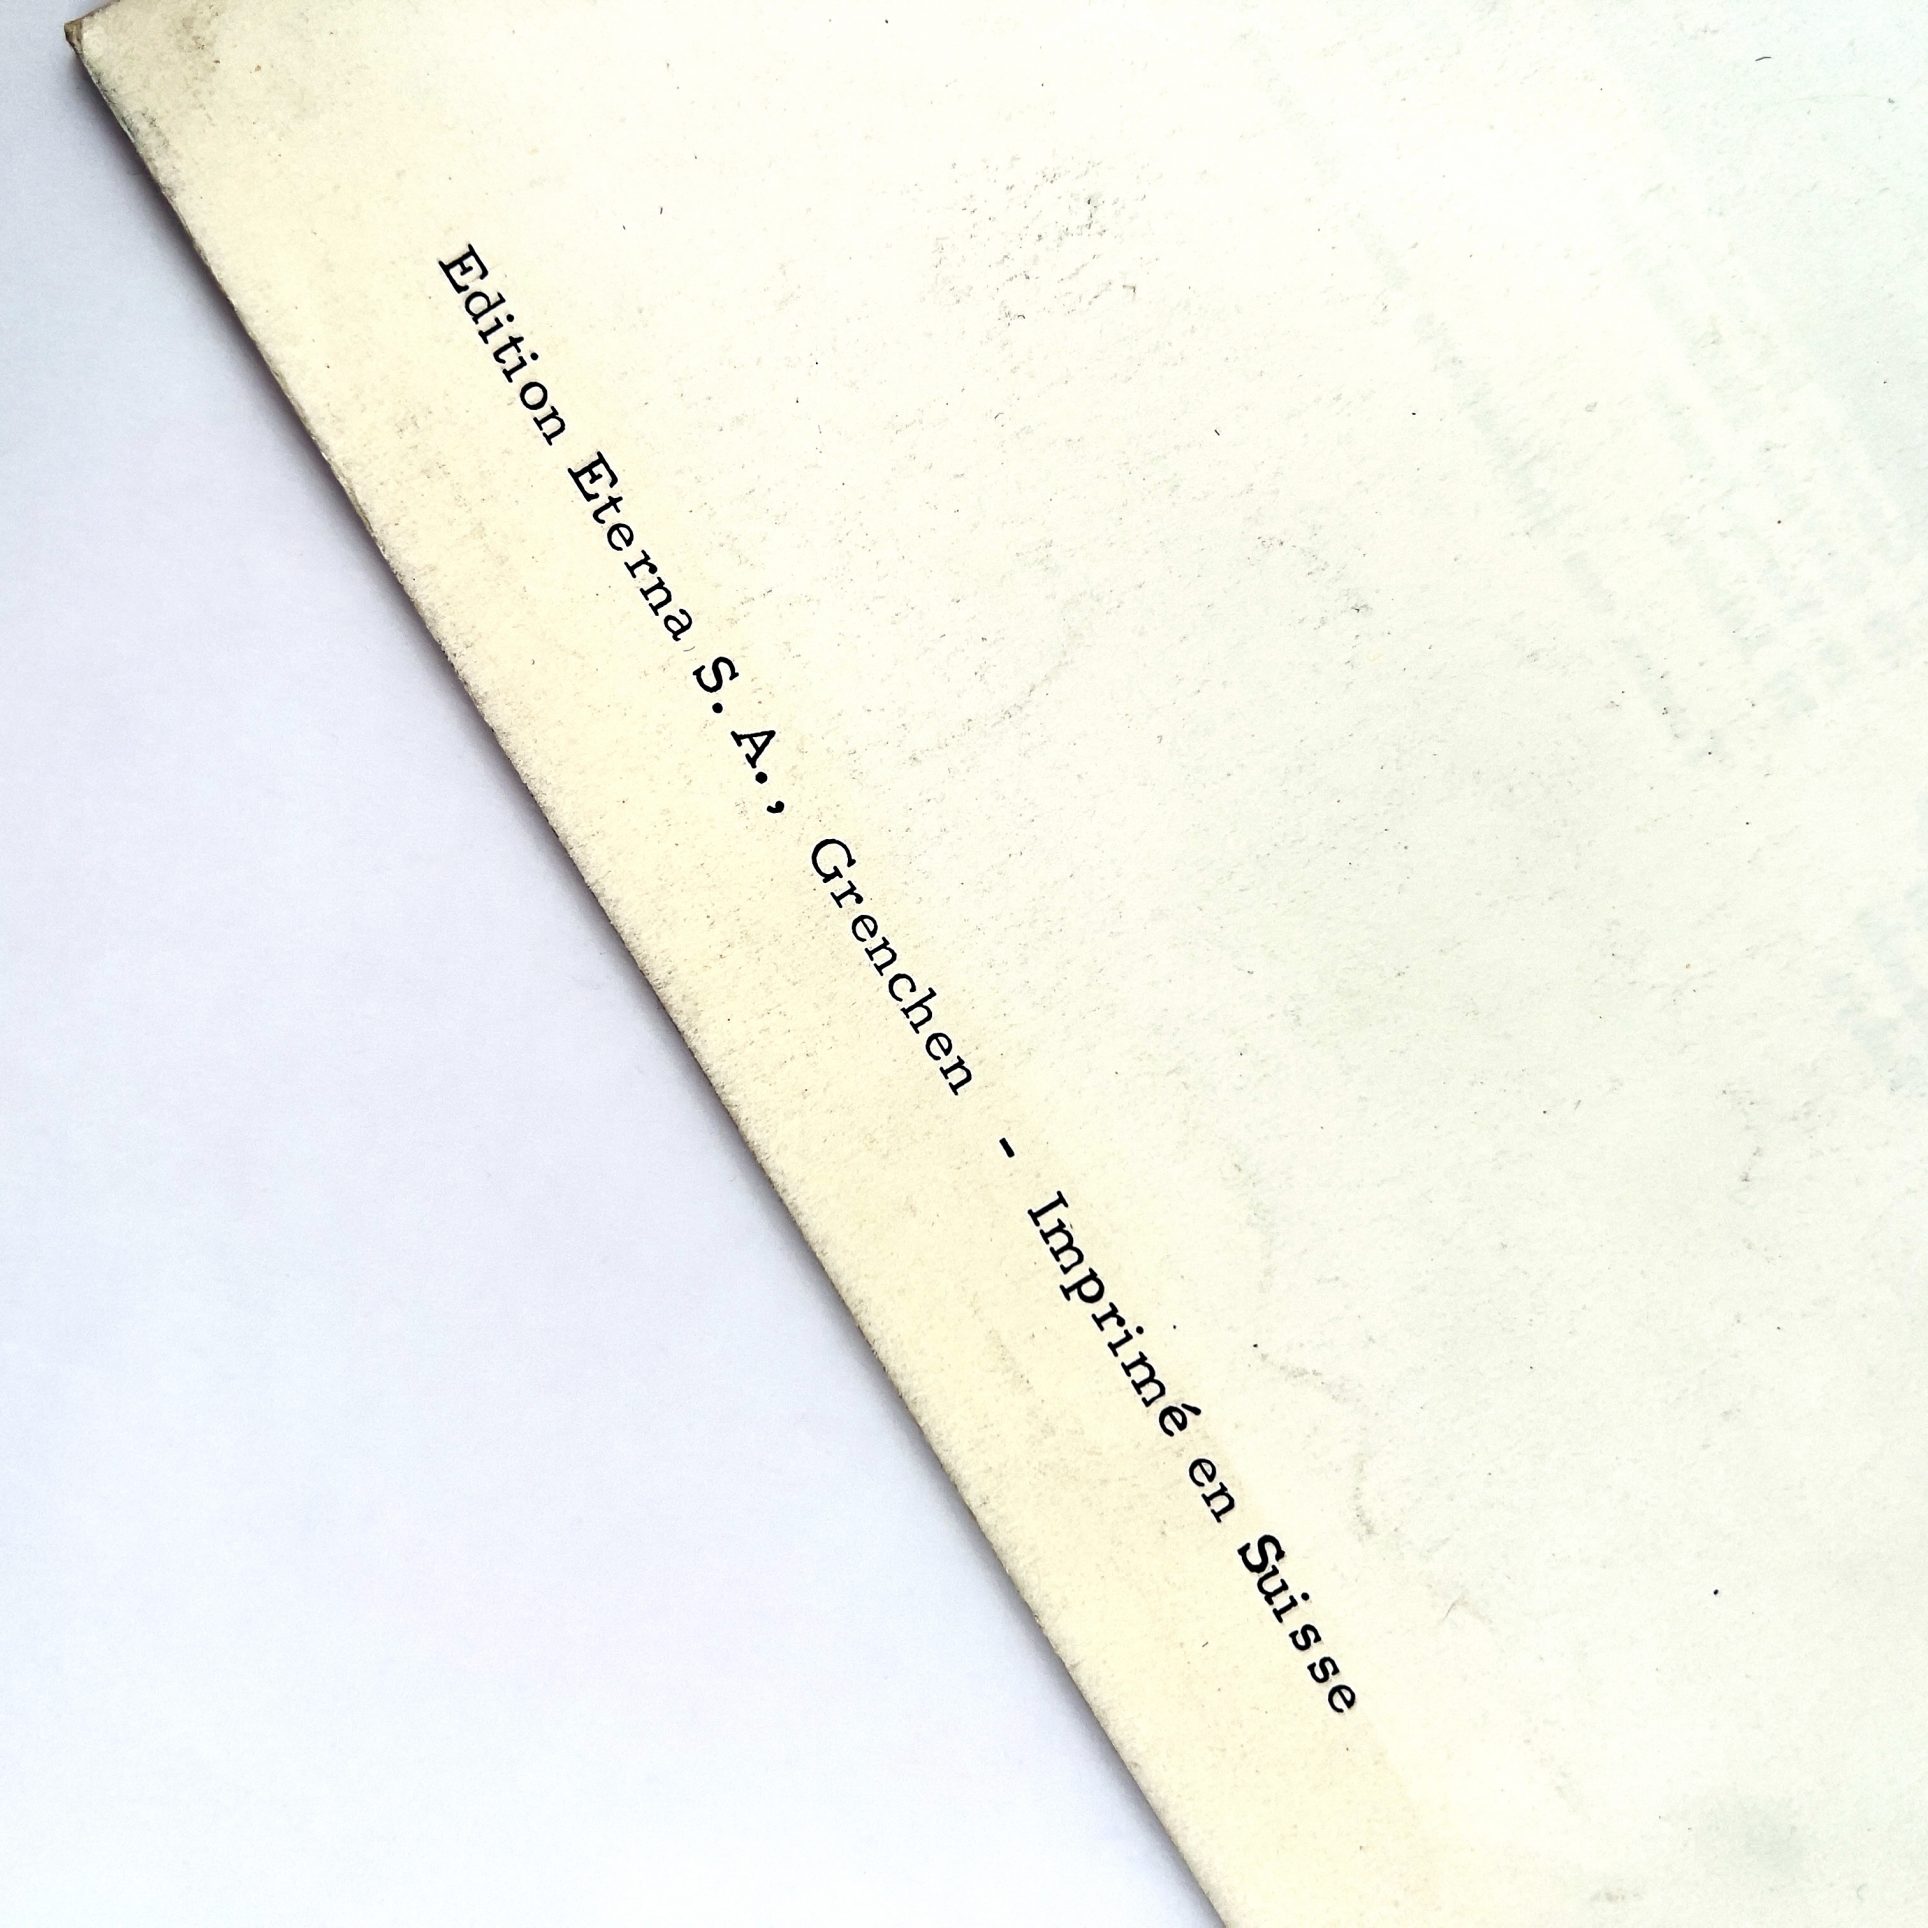 Edition Eterna S. A., Grenchen - Imprimé en Suisse